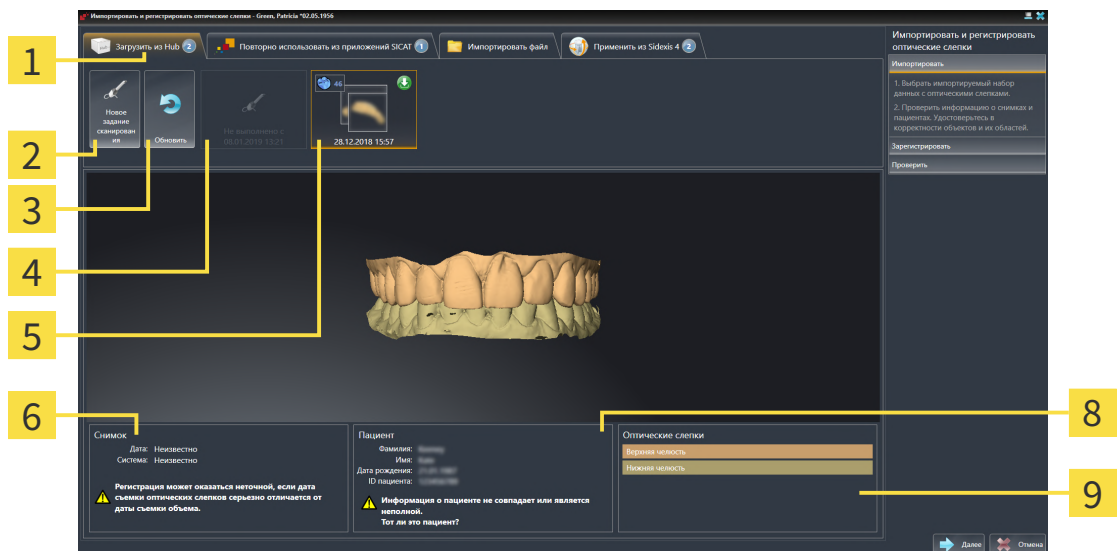 Импортировать и регистрировать оптические слепки - Green, Patricia *02.05.1956
Загрузить из Hub 2
Повторно использовать из приложений SICAT 1
Импортировать файл
Применить из Sidexis 4 2
Новое
задание
сканирован
ия
Обновить
Не выполнено с
08.01.2019 13:21
46
28.12.2018 15:57
Импортировать и регистрировать
оптические слепки
Импортировать
1. Выбрать импортируемый набор
данных с оптическими слепками.
2. Проверить информацию о снимках и
пациентах. Удостоверьтесь в
корректности объектов и их областей.
Зарегистрировать
Проверить
1
2
3
4
5
6
8
9
Снимок
Дата: Неизвестно
Система: Неизвестно
Регистрация может оказаться неточной, если дата
съемки оптических слепков серьезно отличается от
даты съемки объема.
Пациент
Фамилия:
Имя:
Дата рождения:
ID пациента:
Информация о пациенте не совпадает или является
неполной.
Тот ли это пациент?
Оптические слепки
Верхняя челюсть
Нижняя челюсть
Далее
Отмена